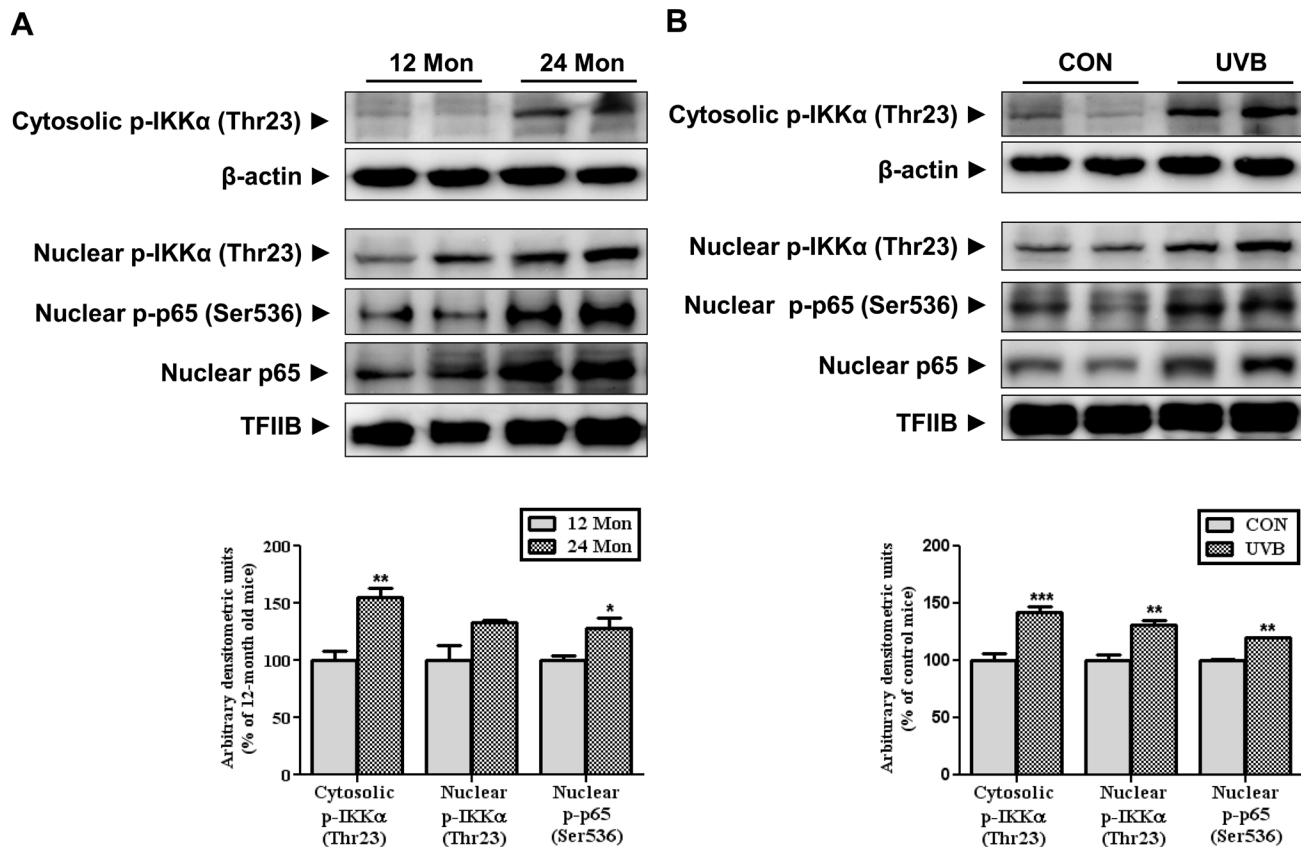 A
12 Mon 24 Mon
Cytosolic p-IKKα (Thr23) ►
β-actin ►
Nuclear p-IKKα (Thr23) ►
Nuclear p-p65 (Ser536) ►
Nuclear p65 ►
TFIIB ►
12 Mon
24 Mon
Arbitrary densitometric units
(% of 12-month old mice)
200
150
100
50
0
**
*
Cytosolic
p-IKKα
(Thr23)
Nuclear
p-IKKα
(Thr23)
Nuclear
p-p65
(Ser536)
B
CON UVB
Cytosolic p-IKKα (Thr23) ►
β-actin ►
Nuclear p-IKKα (Thr23) ►
Nuclear p-p65 (Ser536) ►
Nuclear p65 ►
TFIIB ►
CON
UVB
Arbiturary densitometric units
(% of control mice)
200
150
100
50
0
***
**
**
Cytosolic
p-IKKα
(Thr23)
Nuclear
p-IKKα
(Thr23)
Nuclear
p-p65
(Ser536)